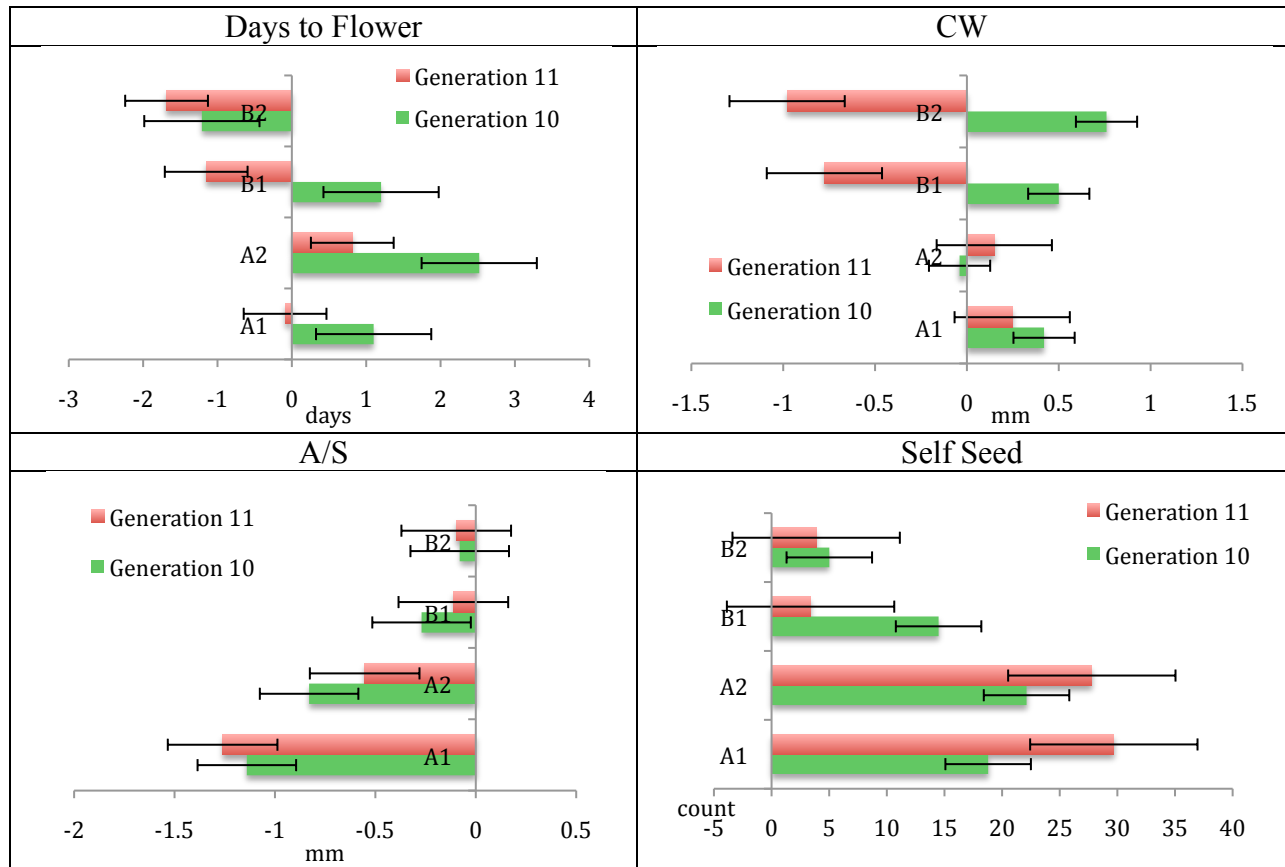 Days to Flower
Generation 11
Generation 10
B2
B1
A2
A1
-3 -2 -1 0 1 2 3 4
days
CW
B2
B1
A2
Generation 11
Generation 10
A1
-1.5 -1 -0.5 0 0.5 1 1.5
mm
A/S
Generation 11
Generation 10
B2
B1
A2
A1
-2 -1.5 -1 -0.5 0 0.5
mm
Self Seed
Generation 11
Generation 10
B2
B1
A2
A1
count
-5 0 5 10 15 20 25 30 35 40